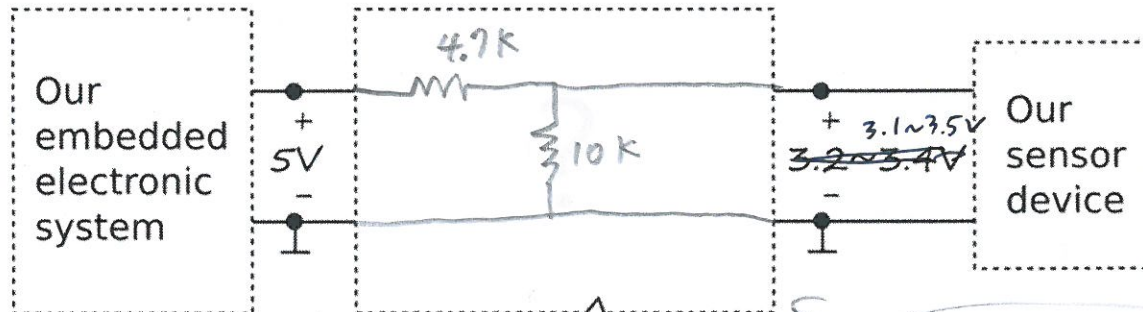 4.7K
Our
embedded
electronic
system
+
5V
−
10K
+
3.1~3.5V
3.2~3.4V
−
Our
sensor
device